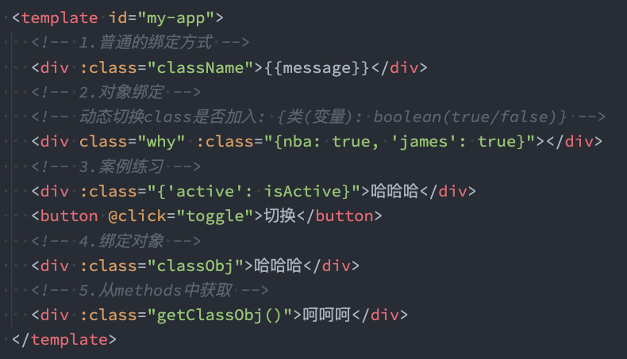 <template id="my-app">
<!-- 1.普通的绑定方式 -->
<div :class="className">{{message}}</div>
<!-- 2.对象绑定 -->
<!-- 动态切换class是否加入: {类(变量): boolean(true/false)} -->
<div class="why" :class="{nba: true, 'james': true}"></div>
<!-- 3.案例练习 -->
<div :class="{'active': isActive}">哈哈哈</div>
<button @click="toggle">切换</button>
<!-- 4.绑定对象 -->
<div :class="classObj">哈哈哈</div>
<!-- 5.从methods中获取 -->
<div :class="getClassObj()">呵呵呵</div>
</template>